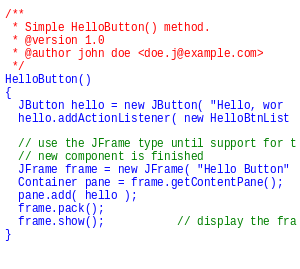 /**
 * Simple HelloButton() method.
 * @version 1.0
 * @author john doe <doe.j@example.com>
 */
HelloButton()
{
  JButton hello = new JButton( "Hello, wor
  hello.addActionListener( new HelloBtnList

  // use the JFrame type until support for t
  // new component is finished
  JFrame frame = new JFrame( "Hello Button"
  Container pane = frame.getContentPane();
  pane.add( hello );
  frame.pack();
  frame.show();           // display the fra
}